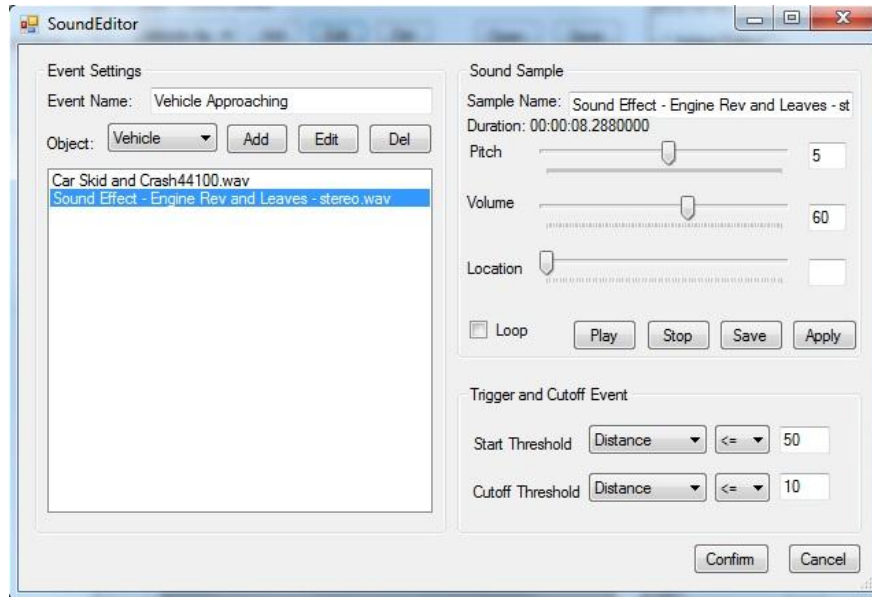 SoundEditor
Event Settings
Event Name: Vehicle Approaching
Object: Vehicle Add Edit Del
Car Skid and Crash44100.wav
Sound Effect - Engine Rev and Leaves - stereo.wav
Sound Sample
Sample Name: Sound Effect - Engine Rev and Leaves - st
Duration: 00:00:08.2880000
Pitch 5
Volume 60
Location
Loop Play Stop Save Apply
Trigger and Cutoff Event
Start Threshold Distance <= 50
Cutoff Threshold Distance <= 10
Confirm Cancel